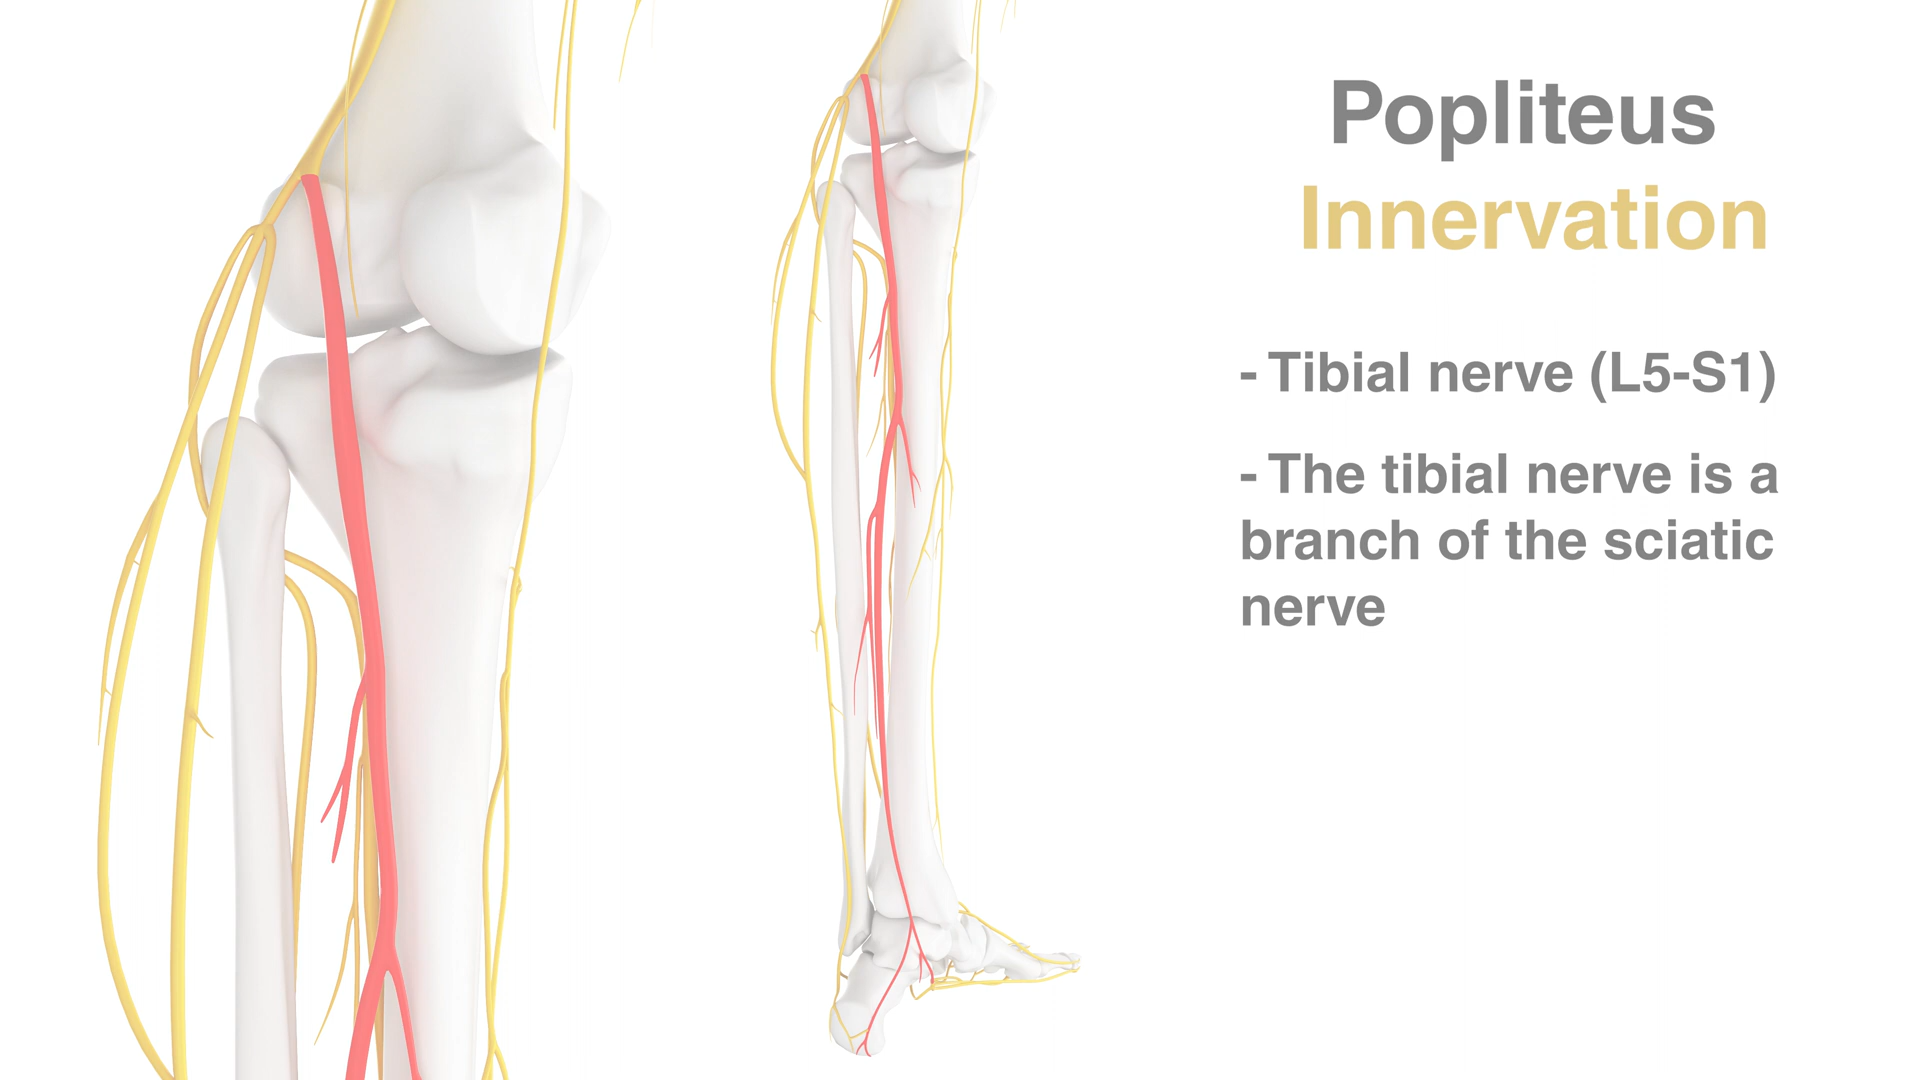 Popliteus
Innervation
- Tibial nerve (L5-S1)
- The tibial nerve is a
branch of the sciatic
nerve